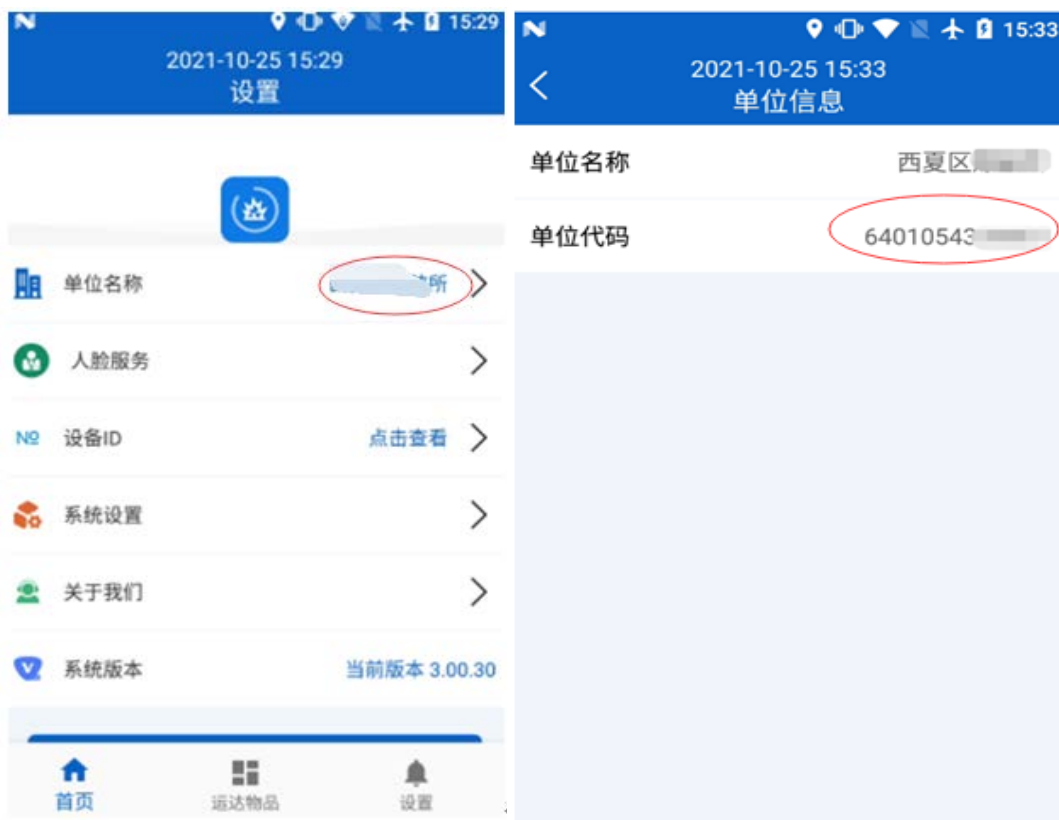 15:29
2021-10-25 15:29
设置
单位名称 所
人脸服务
Nº 设备ID 点击查看
系统设置
关于我们
系统版本 当前版本 3.00.30
首页 运达物品 设置
15:33
2021-10-25 15:33
单位信息
单位名称 西夏区
单位代码 64010543